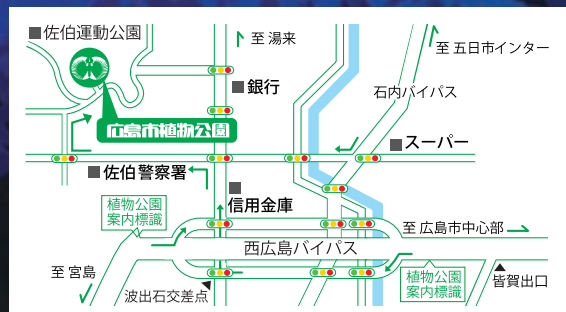 佐伯運動公園
至 湯来
至 五日市インター
石内バイパス
銀行
広島市植物公園
スーパー
佐伯警察署
信用金庫
植物公園
案内標識
至 広島市中心部
西広島バイパス
至 宮島
波出石交差点
植物公園
案内標識
皆賀出口